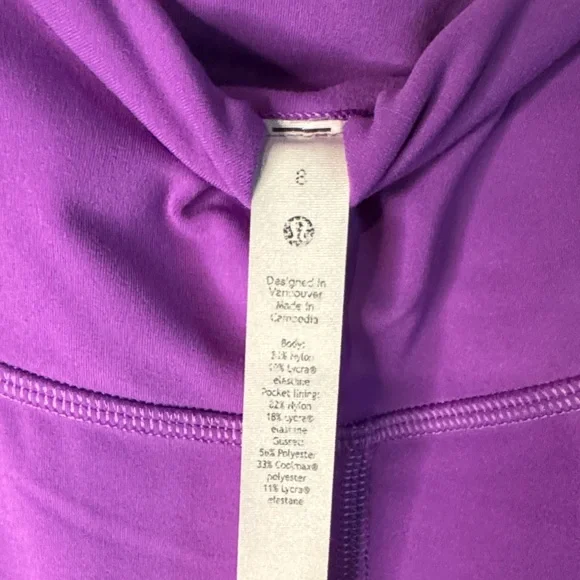 8
Designed in
Vancouver
Made in
Cambodia
Body:
Nylon
Lycra®
elastane
Pocket lining:
82% Nylon
18% Lycra®
elastane
Gusset:
56% Polyester
33% Coolmax®
polyester
11% Lycra®
elastane